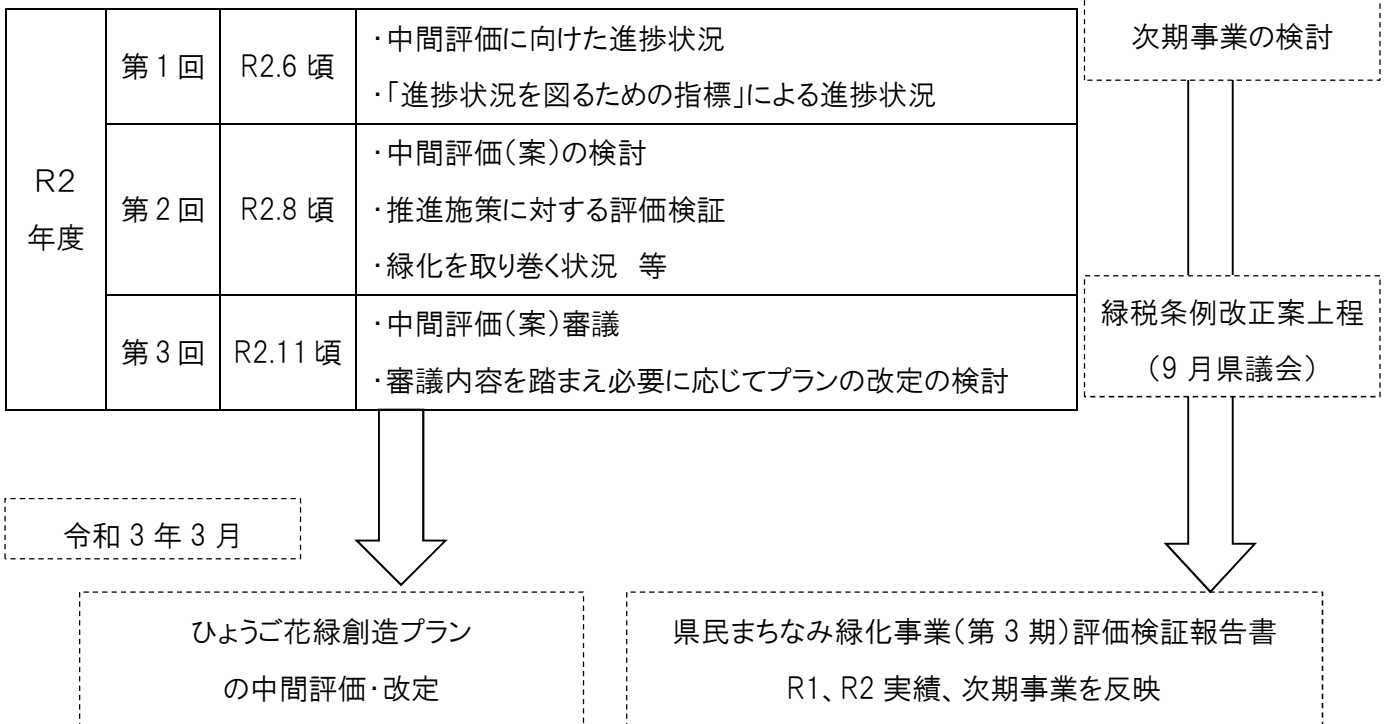 R2
年度
第1回
R2.6 頃
・中間評価に向けた進捗状況
・「進捗状況を図るための指標」による進捗状況
第2回
R2.8 頃
・中間評価(案)の検討
・推進施策に対する評価検証
・緑化を取り巻く状況 等
第3回
R2.11 頃
・中間評価(案)審議
・審議内容を踏まえ必要に応じてプランの改定の検討
次期事業の検討
緑税条例改正案上程
(9 月県議会)
令和 3 年 3 月
ひょうご花緑創造プラン
の中間評価・改定
県民まちなみ緑化事業(第 3 期)評価検証報告書
R1、R2 実績、次期事業を反映